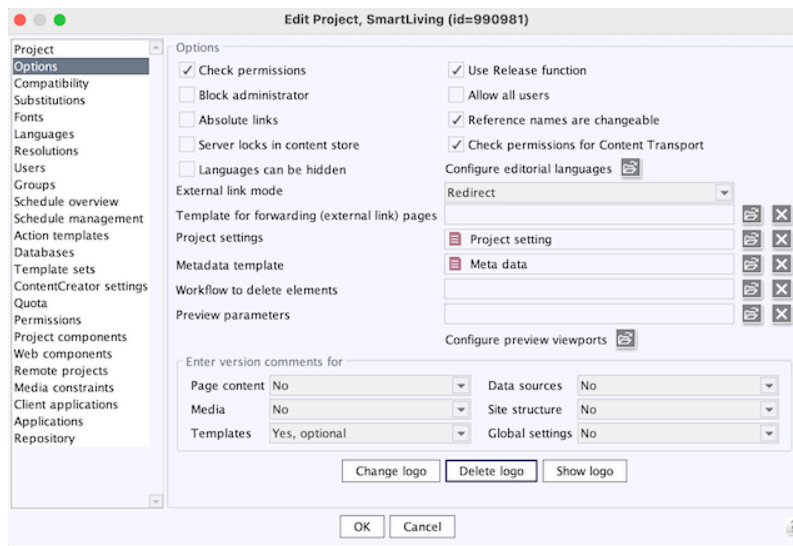 Edit Project, SmartLiving (id=990981)
Project
Options
Compatibility
Substitutions
Fonts
Languages
Resolutions
Users
Groups
Schedule overview
Schedule management
Action templates
Databases
Template sets
ContentCreator settings
Quota
Permissions
Project components
Web components
Remote projects
Media constraints
Client applications
Applications
Repository
Options
Check permissions
Use Release function
Block administrator
Allow all users
Absolute links
Reference names are changeable
Server locks in content store
Check permissions for Content Transport
Languages can be hidden
Configure editorial languages
External link mode
Redirect
Template for forwarding (external link) pages
Project settings
Project setting
Metadata template
Meta data
Workflow to delete elements
Preview parameters
Configure preview viewports
Enter version comments for
Page content No
Data sources No
Media No
Site structure No
Templates Yes, optional
Global settings No
Change logo
Delete logo
Show logo
OK
Cancel